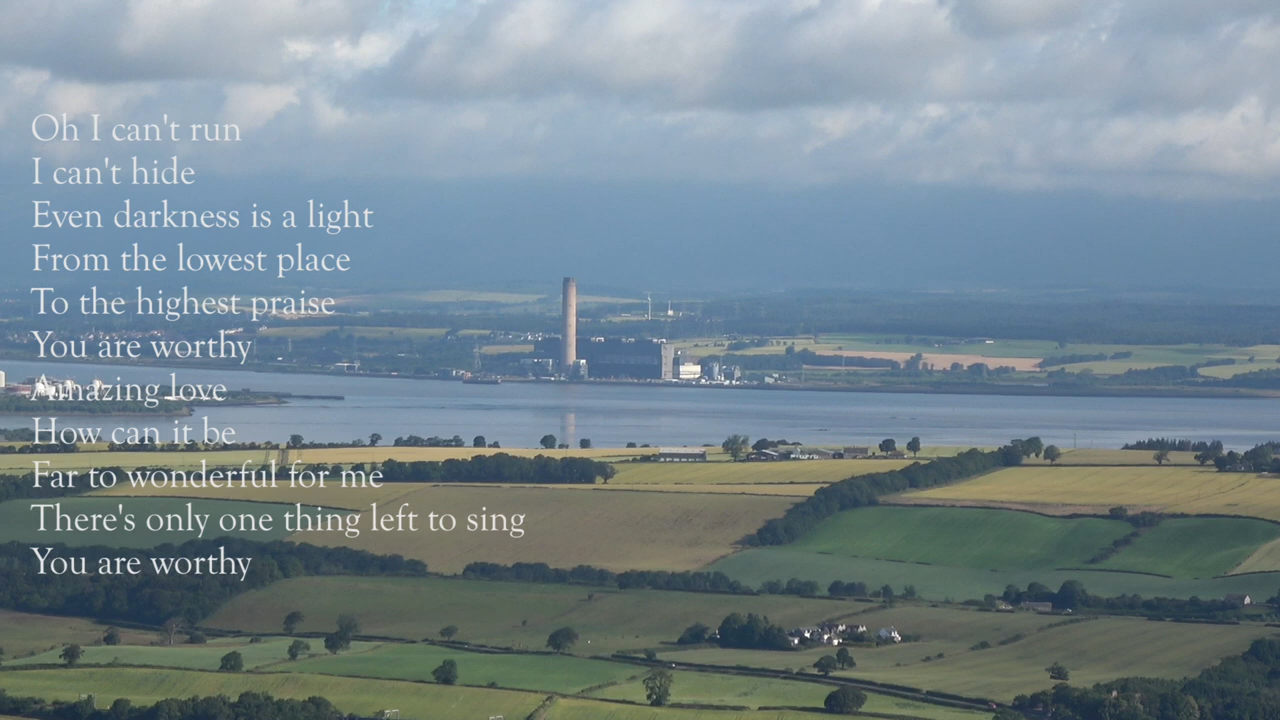 Oh I can't run
I can't hide
Even darkness is a light
From the lowest place
To the highest praise
You are worthy
Amazing love
How can it be
Far to wonderful for me
There's only one thing left to sing
You are worthy